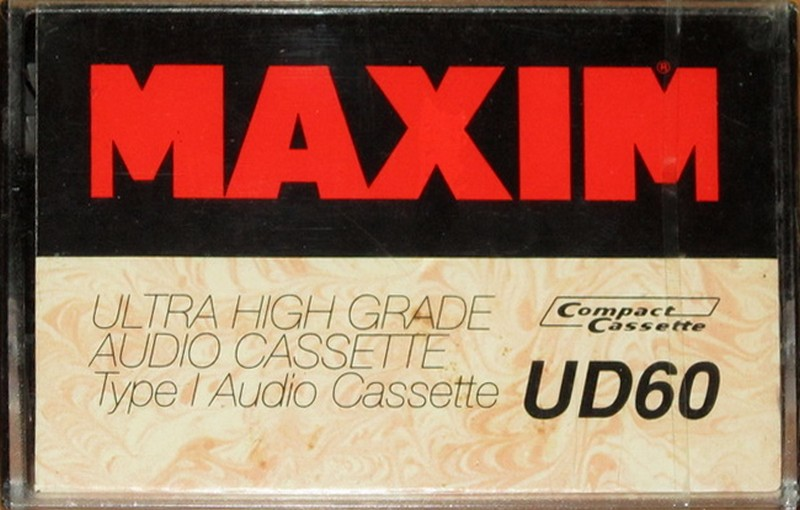 MAXIM®
ULTRA HIGH GRADE
AUDIO CASSETTE
Type I Audio Cassette
Compact
Cassette
UD60